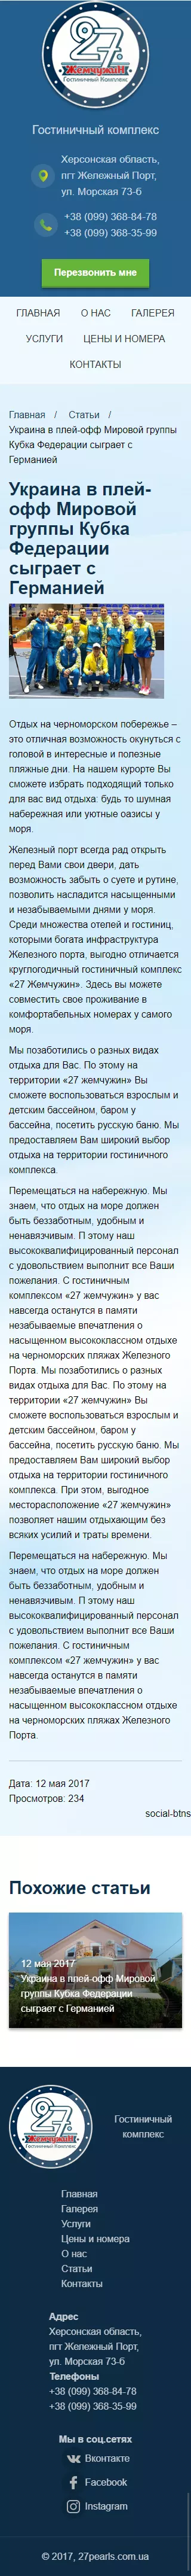 27
Жемчужин
Гостиничный Комплекс
Гостиничный комплекс
Херсонская область,
пгт Железный Порт,
ул. Морская 73-б
+38 (099) 368-84-78
+38 (099) 368-35-99
Перезвонить мне
ГЛАВНАЯ О НАС ГАЛЕРЕЯ
УСЛУГИ ЦЕНЫ И НОМЕРА
КОНТАКТЫ
Главная / Статьи /
Украина в плей-офф Мировой группы
Кубка Федерации сыграет с
Германией
Украина в плей-
офф Мировой
группы Кубка
Федерации
сыграет с
Германией
Отдых на черноморском побережье –
это отличная возможность окунуться с
головой в интересные и полезные
пляжные дни. На нашем курорте Вы
сможете избрать подходящий только
для вас вид отдыха: будь то шумная
набережная или уютные оазисы у
моря.
Железный порт всегда рад открыть
перед Вами свои двери, дать
возможность забыть о суете и рутине,
позволить насладится насыщенными
и незабываемыми днями у моря.
Среди множества отелей и гостиниц,
которыми богата инфраструктура
Железного порта, выгодно отличается
круглогодичный гостиничный комплекс
«27 Жемчужин». Здесь вы можете
совместить свое проживание в
комфортабельных номерах у самого
моря.
Мы позаботились о разных видах
отдыха для Вас. По этому на
территории «27 жемчужин» Вы
сможете воспользоваться взрослым и
детским бассейном, баром у
бассейна, посетить русскую баню. Мы
предоставляем Вам широкий выбор
отдыха на территории гостиничного
комплекса.
Перемещаться на набережную. Мы
знаем, что отдых на море должен
быть беззаботным, удобным и
ненавязчивым. П этому наш
высококвалифицированный персонал
с удовольствием выполнит все Ваши
пожелания. С гостиничным
комплексом «27 жемчужин» у вас
навсегда останутся в памяти
незабываемые впечатления о
насыщенном высококлассном отдыхе
на черноморских пляжах Железного
Порта. Мы позаботились о разных
видах отдыха для Вас. По этому на
территории «27 жемчужин» Вы
сможете воспользоваться взрослым и
детским бассейном, баром у
бассейна, посетить русскую баню. Мы
предоставляем Вам широкий выбор
отдыха на территории гостиничного
комплекса. При этом, выгодное
месторасположение «27 жемчужин»
позволяет нашим отдыхающим без
всяких усилий и траты времени.
Перемещаться на набережную. Мы
знаем, что отдых на море должен
быть беззаботным, удобным и
ненавязчивым. П этому наш
высококвалифицированный персонал
с удовольствием выполнит все Ваши
пожелания. С гостиничным
комплексом «27 жемчужин» у вас
навсегда останутся в памяти
незабываемые впечатления о
насыщенном высококлассном отдыхе
на черноморских пляжах Железного
Порта.
Дата: 12 мая 2017
Просмотров: 234
social-btns
Похожие статьи
12 мая 2017
Украина в плей-офф Мировой
группы Кубка Федерации
сыграет с Германией
27
Жемчужин
Гостиничный Комплекс
Гостиничный
комплекс
Главная
Галерея
Услуги
Цены и номера
О нас
Статьи
Контакты
Адрес
Херсонская область,
пгт Железный Порт,
ул. Морская 73-б
Телефоны
+38 (099) 368-84-78
+38 (099) 368-35-99
Мы в соц.сетях
Вконтакте
Facebook
Instagram
© 2017, 27pearls.com.ua